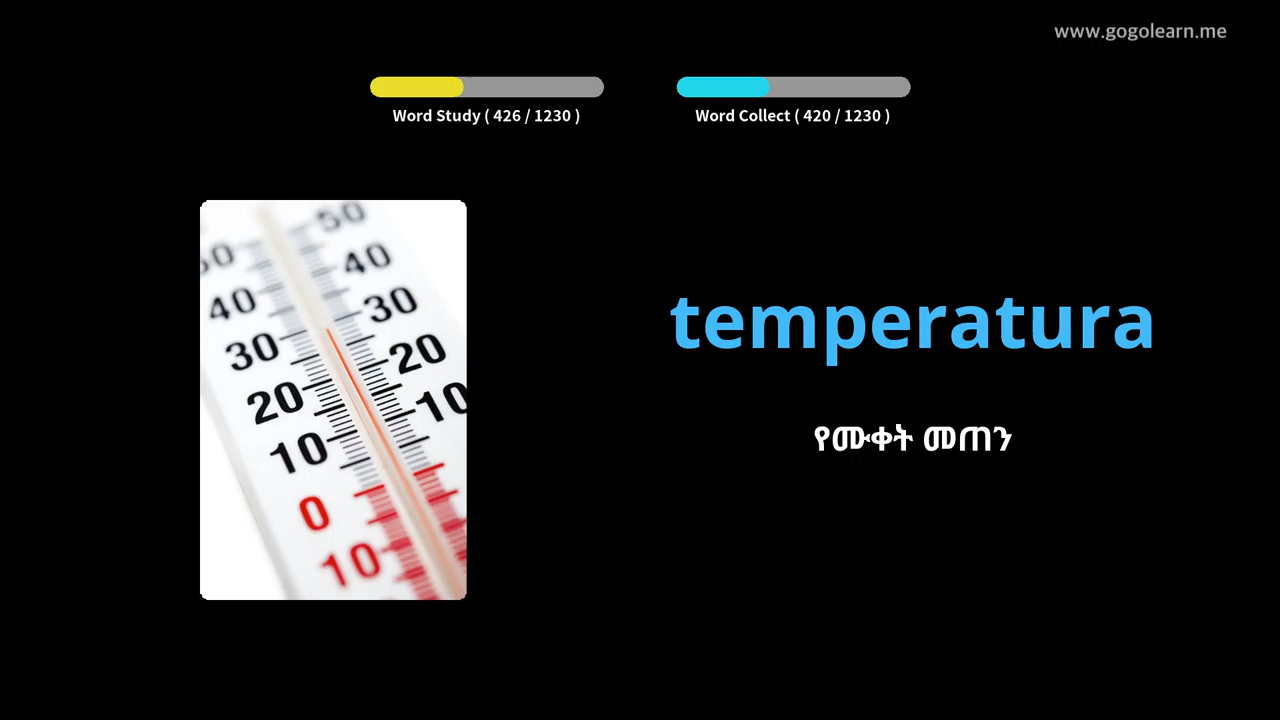 www.gogolearn.me
Word Study ( 426 / 1230 )
Word Collect ( 420 / 1230 )
50
40
40
30
30
20
20
10
10
0
10
temperatura
የሙቀት መጠን